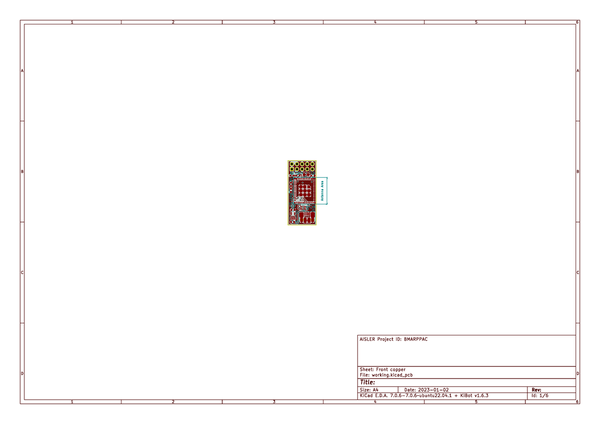 1 2 3 4 5 6
A A
B B
C C
AISLER Project ID: BMARPPAC
Sheet: Front copper
File: working.kicad_pcb
D D
Title:
Size: A4 Date: 2023-01-02 Rev:
KiCad E.D.A. 7.0.6-7.0.6~ubuntu22.04.1 + KiBot v1.6.3 Id: 1/6
1 2 3 4 5 6